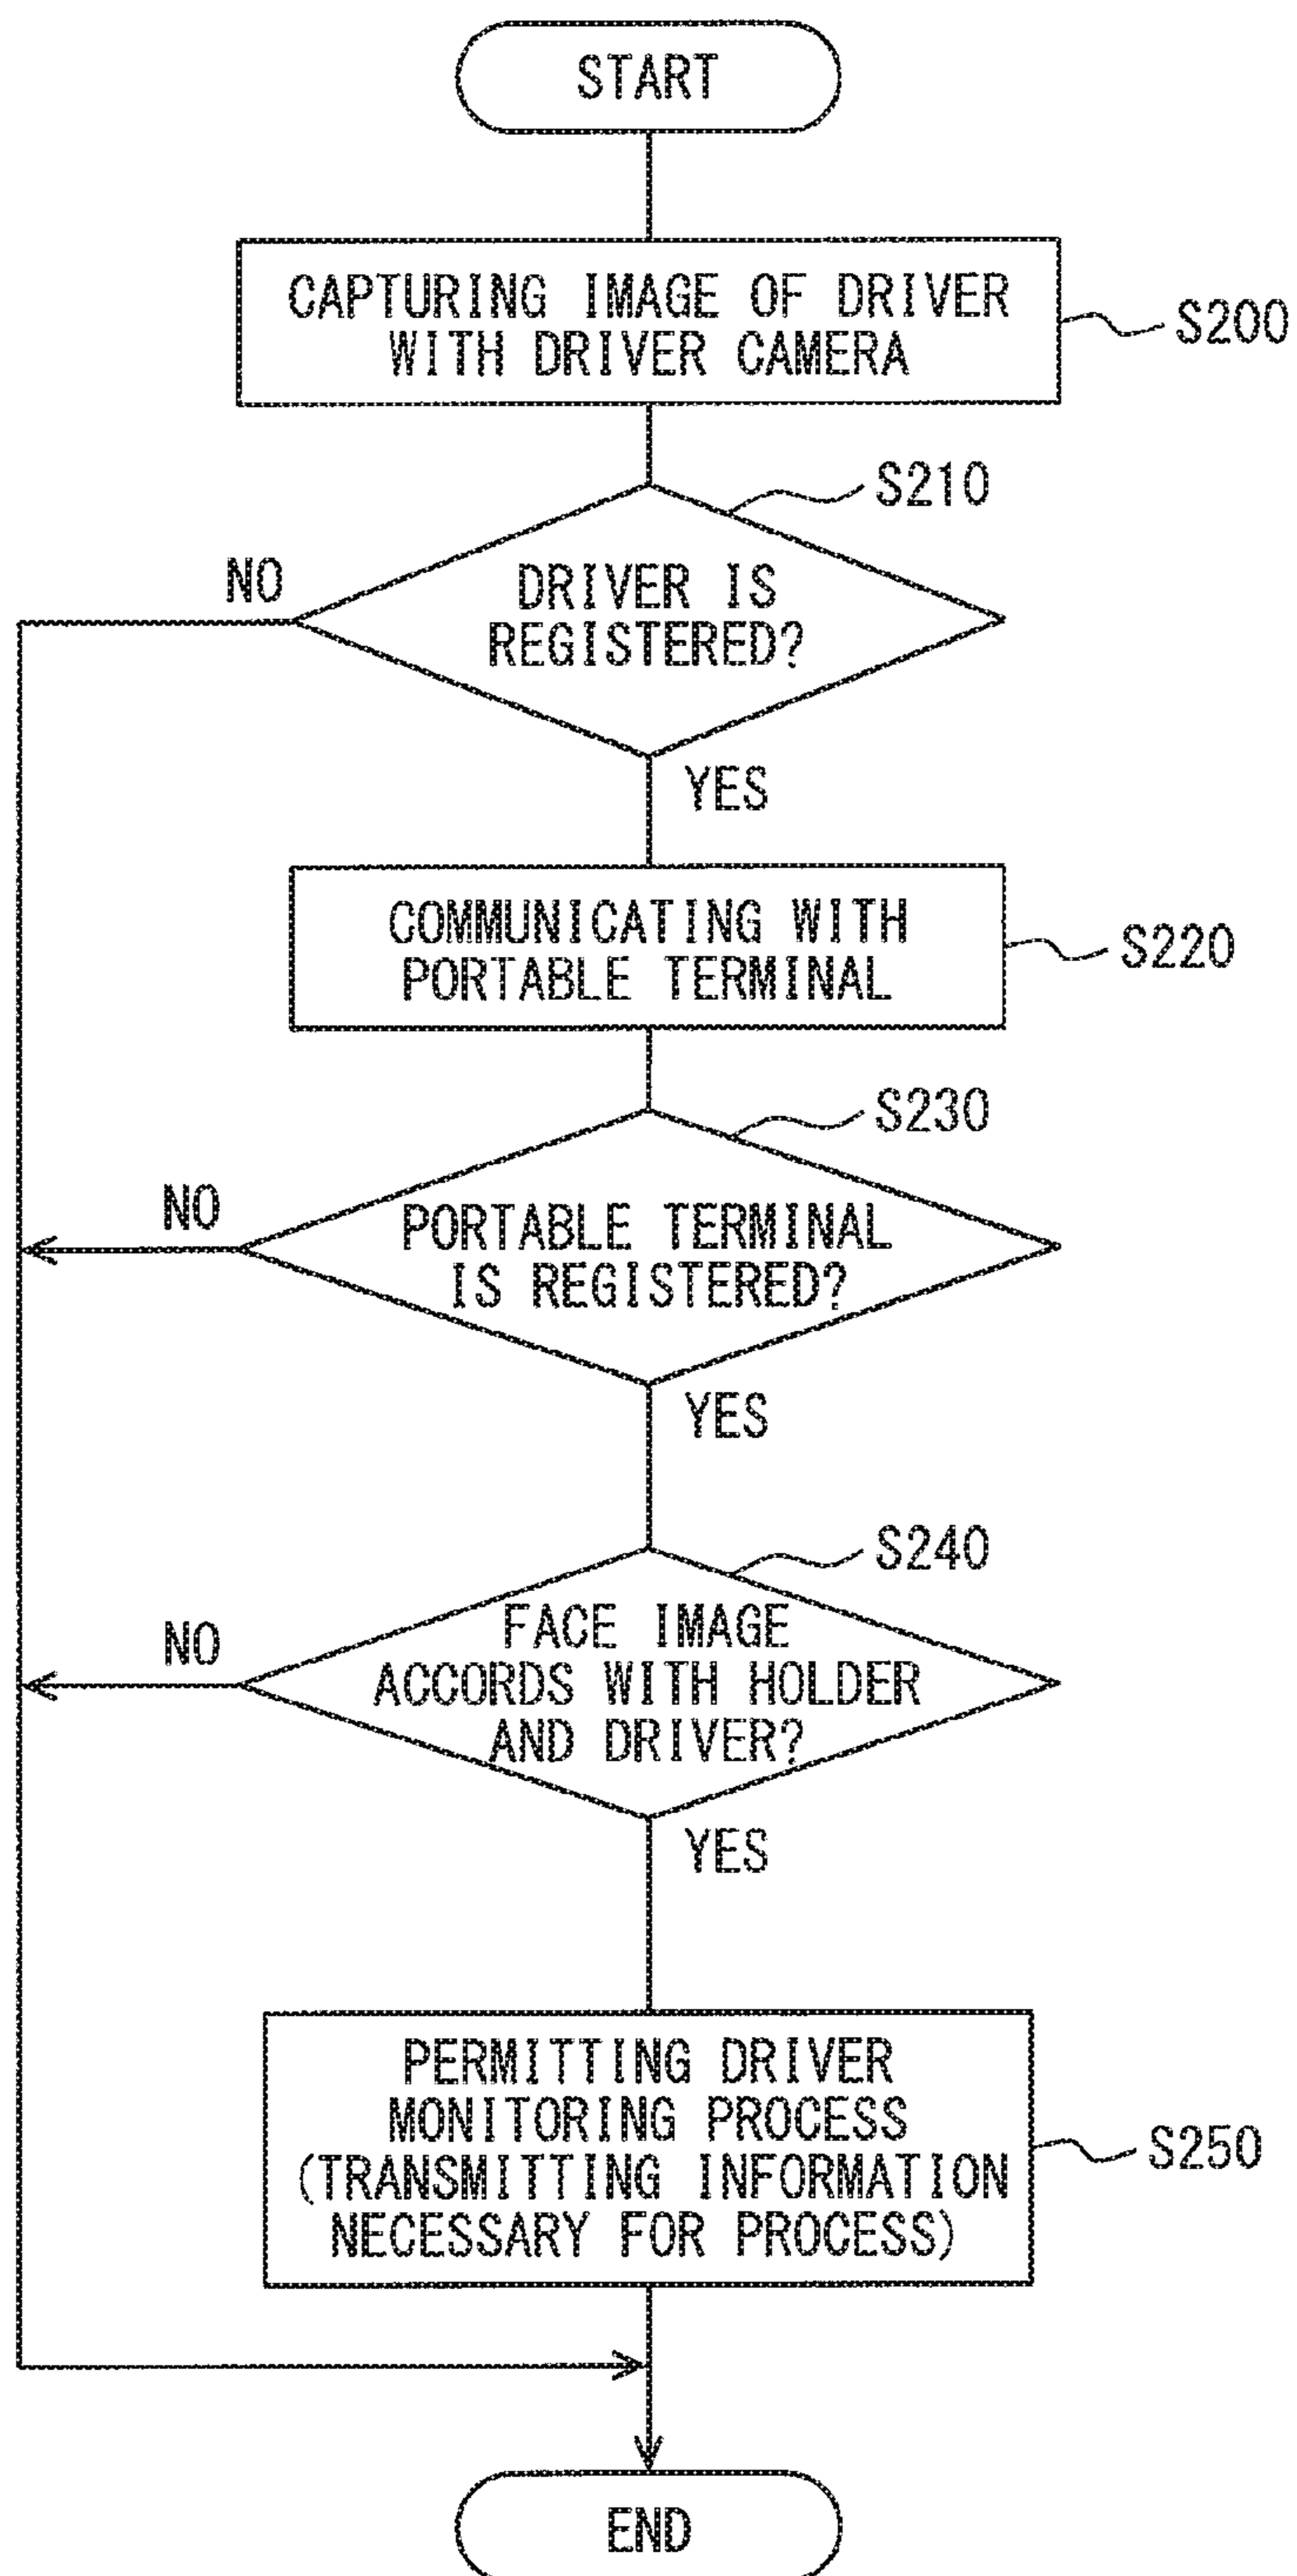 START
CAPTURING IMAGE OF DRIVER
WITH DRIVER CAMERA
S200
S210
NO
DRIVER IS
REGISTERED?
YES
COMMUNICATING WITH
PORTABLE TERMINAL
S220
S230
NO
PORTABLE TERMINAL
IS REGISTERED?
YES
S240
NO
FACE IMAGE
ACCORDS WITH HOLDER
AND DRIVER?
YES
PERMITTING DRIVER
MONITORING PROCESS
(TRANSMITTING INFORMATION
NECESSARY FOR PROCESS)
S250
END